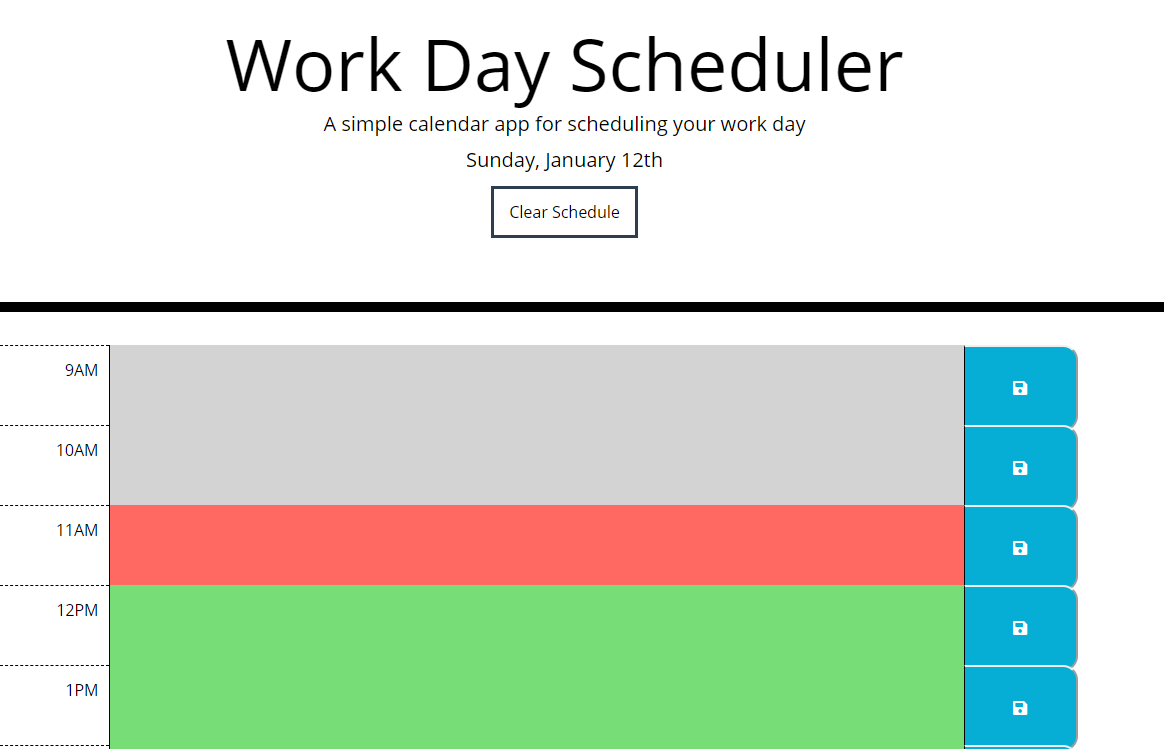 Work Day Scheduler
A simple calendar app for scheduling your work day
Sunday, January 12th
Clear Schedule
9AM
10AM
11AM
12PM
1PM